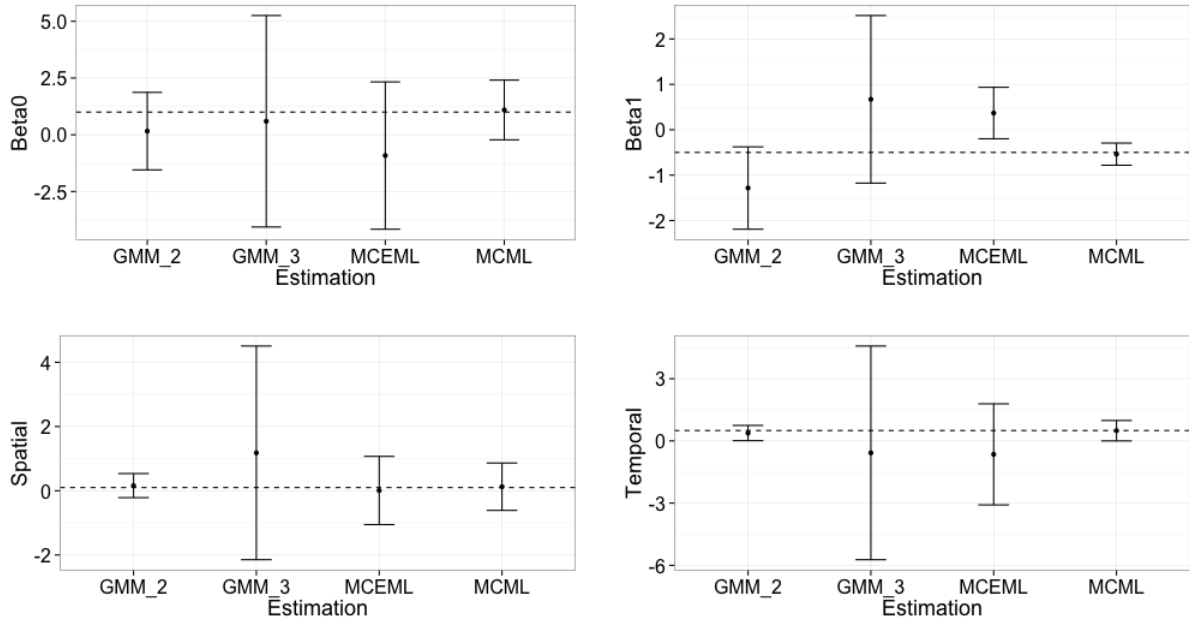 Beta0
5.0
2.5
0.0
-2.5
GMM_2 GMM_3 MCEML MCML
Estimation
Beta1
2
1
0
-1
-2
GMM_2 GMM_3 MCEML MCML
Estimation
Spatial
4
2
0
-2
GMM_2 GMM_3 MCEML MCML
Estimation
Temporal
3
0
-3
-6
GMM_2 GMM_3 MCEML MCML
Estimation